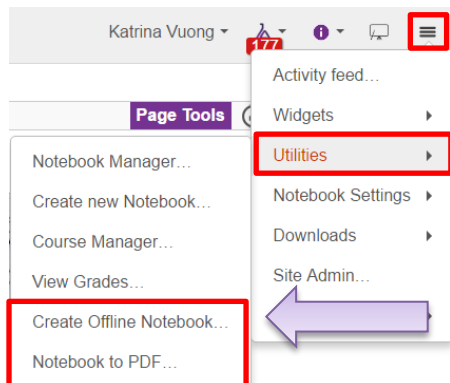 Katrina Vuong
177
Activity feed...
Page Tools
Widgets
Utilities
Notebook Settings
Downloads
Site Admin...
Notebook Manager...
Create new Notebook...
Course Manager...
View Grades...
Create Offline Notebook...
Notebook to PDF...